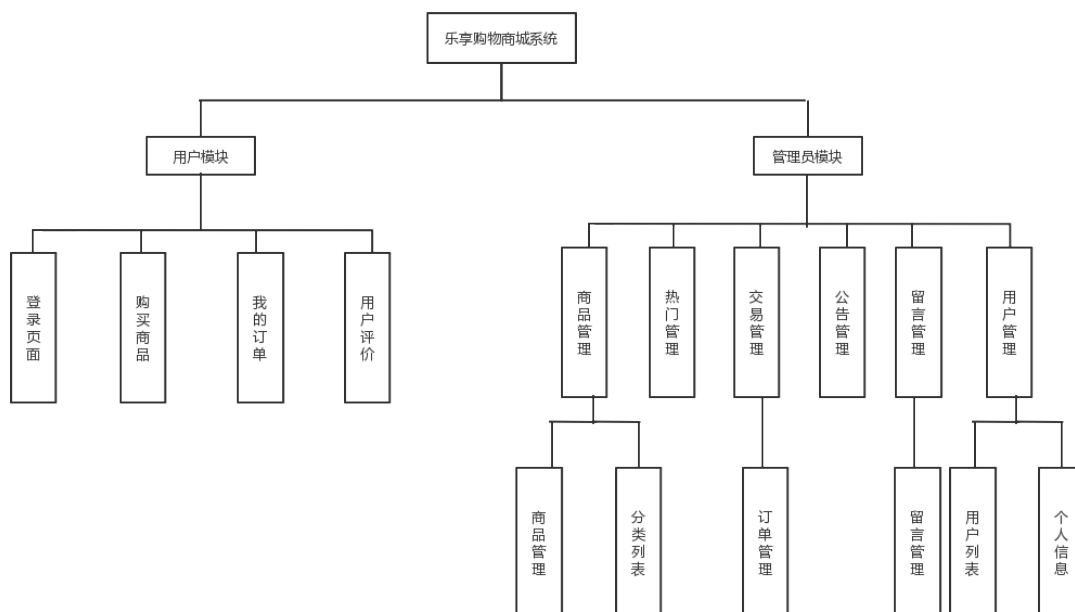 乐享购物商城系统
用户模块
管理员模块
登录页面
购买商品
我的订单
用户评价
商品管理
热门管理
交易管理
公告管理
留言管理
用户管理
商品管理
分类列表
订单管理
留言管理
用户列表
个人信息